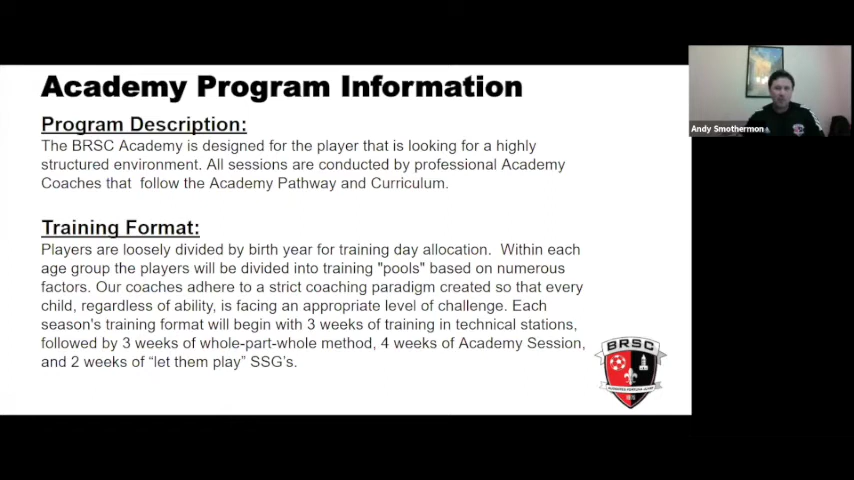 Academy Program Information
Program Description:
The BRSC Academy is designed for the player that is looking for a highly
structured environment. All sessions are conducted by professional Academy
Coaches that follow the Academy Pathway and Curriculum.
Training Format:
Players are loosely divided by birth year for training day allocation. Within each
age group the players will be divided into training "pools" based on numerous
factors. Our coaches adhere to a strict coaching paradigm created so that every
child, regardless of ability, is facing an appropriate level of challenge. Each
season's training format will begin with 3 weeks of training in technical stations,
followed by 3 weeks of whole-part-whole method, 4 weeks of Academy Session,
and 2 weeks of “let them play” SSG’s.
BRSC
Andy Smothermon